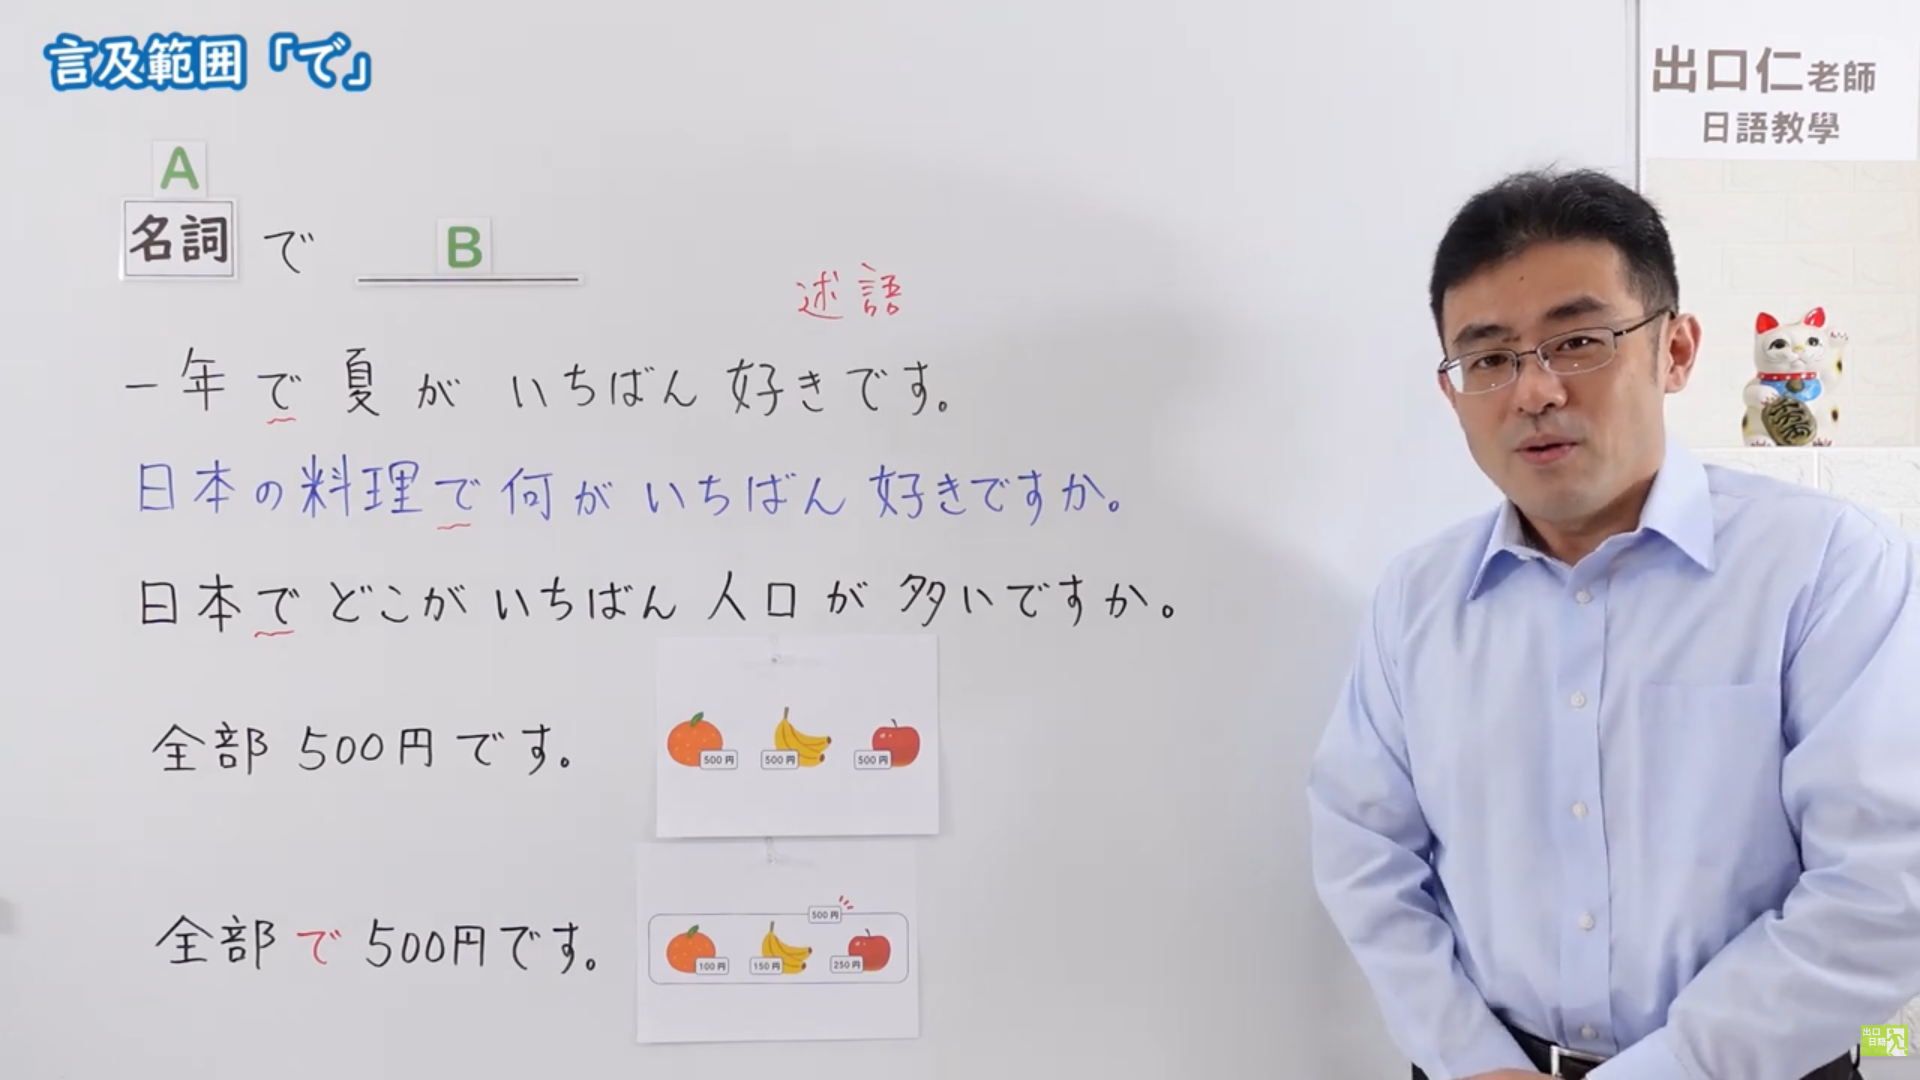 言及範囲「で」
出口仁老師
日語教學
A
名詞 で B
述語
一年で夏がいちばん好きです。
日本の料理で何がいちばん好きですか。
日本でどこがいちばん人口が多いですか。
全部 500円です。
500円 500円 500円
全部で500円です。
500円
100円 150円 250円
出口
日語